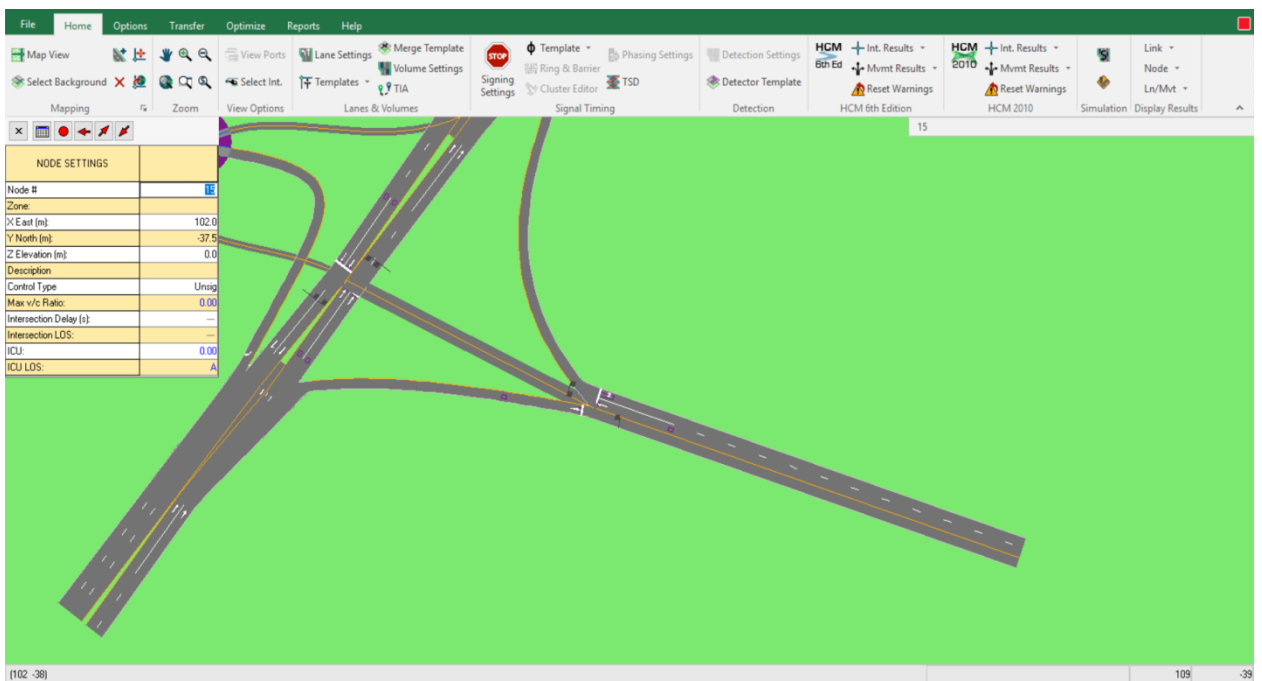 File Home Options Transfer Optimize Reports Help
Map View
Select Background
Mapping
Zoom
View Ports
Select Int.
View Options
Lane Settings
Templates
Merge Template
Volume Settings
TIA
Lanes & Volumes
STOP
Signing
Settings
Template
Ring & Barrier
Cluster Editor
Phasing Settings
TSD
Signal Timing
Detection Settings
Detector Template
Detection
HCM
6th Ed
Int. Results
Mvmt Results
Reset Warnings
HCM 6th Edition
HCM
2010
Int. Results
Mvmt Results
Reset Warnings
HCM 2010
Simulation
Link
Node
Ln/Mvt
Display Results
15
NODE SETTINGS
Node # 15
Zone:
X East (m): 102.0
Y North (m): -37.5
Z Elevation (m): 0.0
Description
Control Type Unsig
Max v/c Ratio: 0.00
Intersection Delay (s): —
Intersection LOS: —
ICU: 0.00
ICU LOS: A
(102 -38)
109 -39